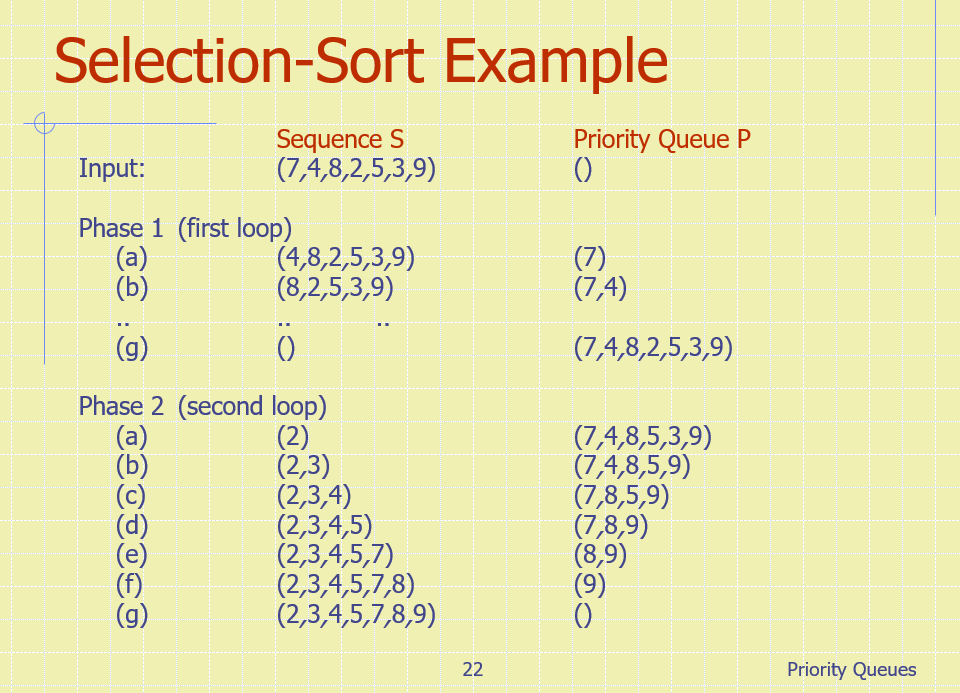 Selection-Sort Example
Sequence S Priority Queue P
Input: (7,4,8,2,5,3,9) ()
Phase 1 (first loop)
(a) (4,8,2,5,3,9) (7)
(b) (8,2,5,3,9) (7,4)
.. .. ..
(g) () (7,4,8,2,5,3,9)
Phase 2 (second loop)
(a) (2) (7,4,8,5,3,9)
(b) (2,3) (7,4,8,5,9)
(c) (2,3,4) (7,8,5,9)
(d) (2,3,4,5) (7,8,9)
(e) (2,3,4,5,7) (8,9)
(f) (2,3,4,5,7,8) (9)
(g) (2,3,4,5,7,8,9) ()
22 Priority Queues